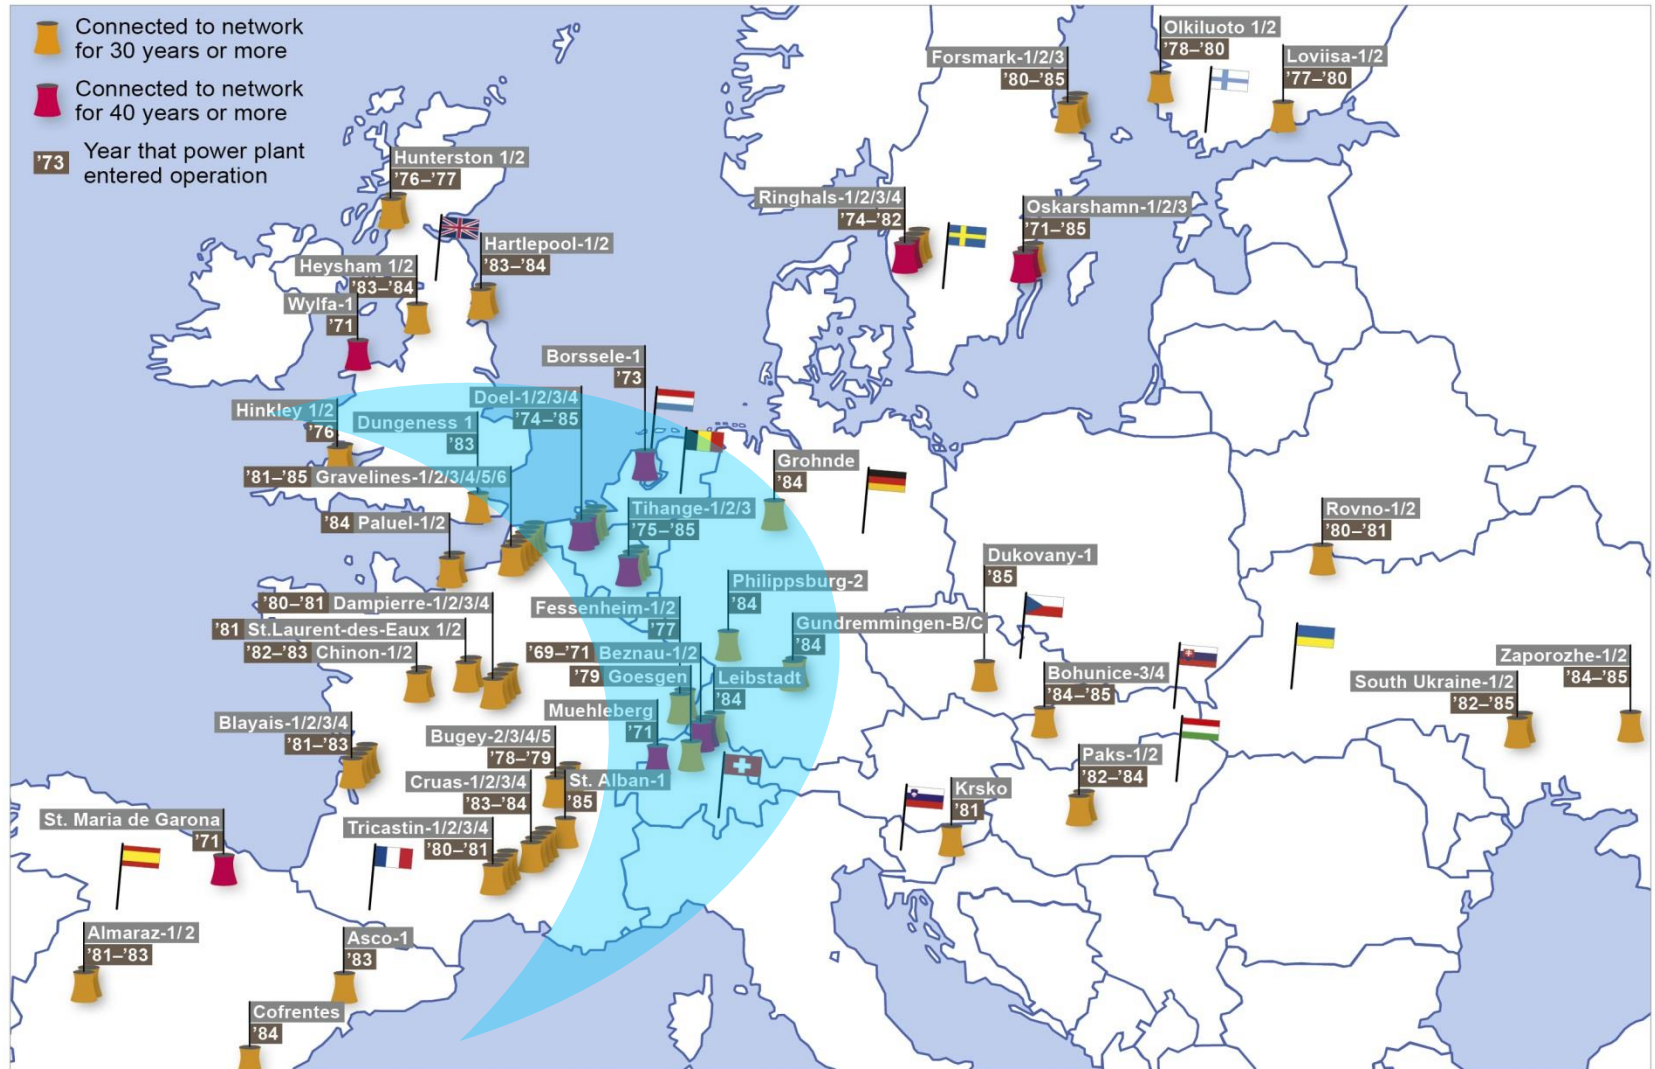 Connected to network
for 30 years or more
Connected to network
for 40 years or more
'73
Year that power plant
entered operation
Olkiluoto 1/2
'78–'80
Forsmark-1/2/3
'80–'85
Loviisa-1/2
'77–'80
Hunterston 1/2
'76–'77
Ringhals-1/2/3/4
'74–'82
Oskarshamn-1/2/3
'71–'85
Hartlepool-1/2
'83–'84
Heysham 1/2
'83–'84
Wylfa-1
'71
Borssele-1
'73
Doel-1/2/3/4
'74–'85
Hinkley 1/2
'76
Dungeness 1
'83
Grohnde
'84
'81–'85 Gravelines-1/2/3/4/5/6
Tihange-1/2/3
'75–'85
Rovno-1/2
'80–'81
'84 Paluel-1/2
Dukovany-1
'85
Philippsburg-2
'84
'80–'81 Dampierre-1/2/3/4
Fessenheim-1/2
'77
Gundremmingen-B/C
'84
'81 St.Laurent-des-Eaux 1/2
'82–'83 Chinon-1/2
'69–'71 Beznau-1/2
'79 Goesgen
Leibstadt
'84
Bohunice-3/4
'84–'85
Zaporozhe-1/2
'84–'85
South Ukraine-1/2
'82–'85
Muehleberg
'71
Blayais-1/2/3/4
'81–'83
Bugey-2/3/4/5
'78–'79
Paks-1/2
'82–'84
Cruas-1/2/3/4
'83–'84
St. Alban-1
'85
Krsko
'81
St. Maria de Garona
'71
Tricastin-1/2/3/4
'80–'81
Almaraz-1/2
'81–'83
Asco-1
'83
Cofrentes
'84